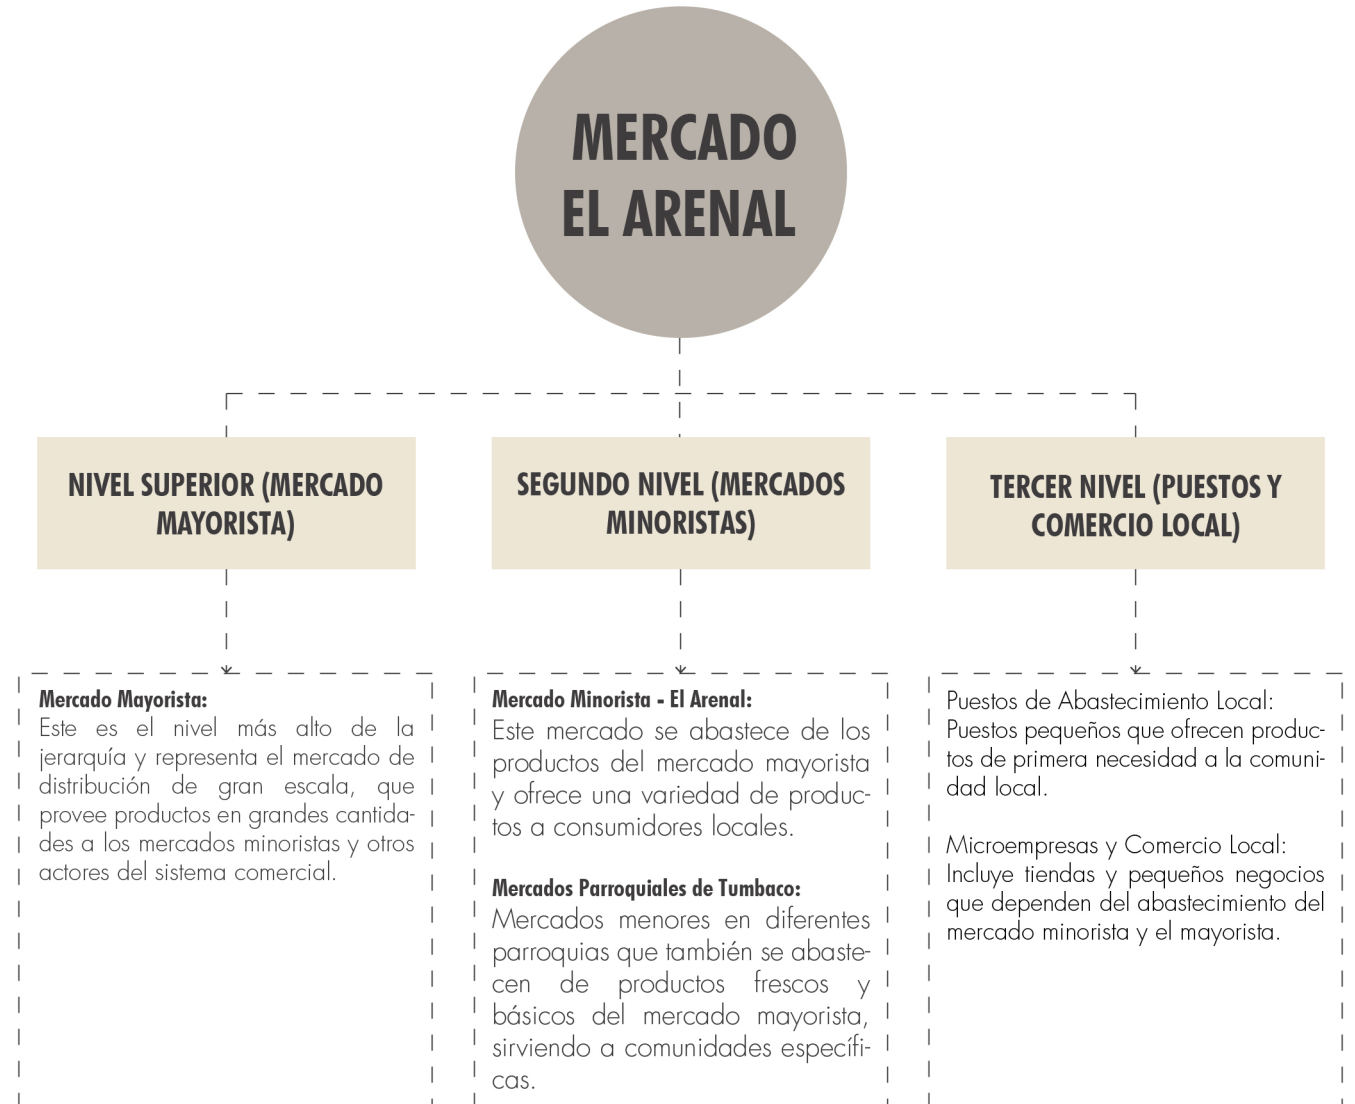 MERCADO
EL ARENAL
NIVEL SUPERIOR (MERCADO
MAYORISTA)
SEGUNDO NIVEL (MERCADOS
MINORISTAS)
TERCER NIVEL (PUESTOS Y
COMERCIO LOCAL)
Mercado Mayorista:
Este es el nivel más alto de la
jerarquía y representa el mercado de
distribución de gran escala, que
provee productos en grandes cantida-
des a los mercados minoristas y otros
actores del sistema comercial.
Mercado Minorista - El Arenal:
Este mercado se abastece de los
productos del mercado mayorista
y ofrece una variedad de produc-
tos a consumidores locales.
Mercados Parroquiales de Tumbaco:
Mercados menores en diferentes
parroquias que también se abaste-
cen de productos frescos y
básicos del mercado mayorista,
sirviendo a comunidades específi-
cas.
Puestos de Abastecimiento Local:
Puestos pequeños que ofrecen produc-
tos de primera necesidad a la comuni-
dad local.
Microempresas y Comercio Local:
Incluye tiendas y pequeños negocios
que dependen del abastecimiento del
mercado minorista y el mayorista.